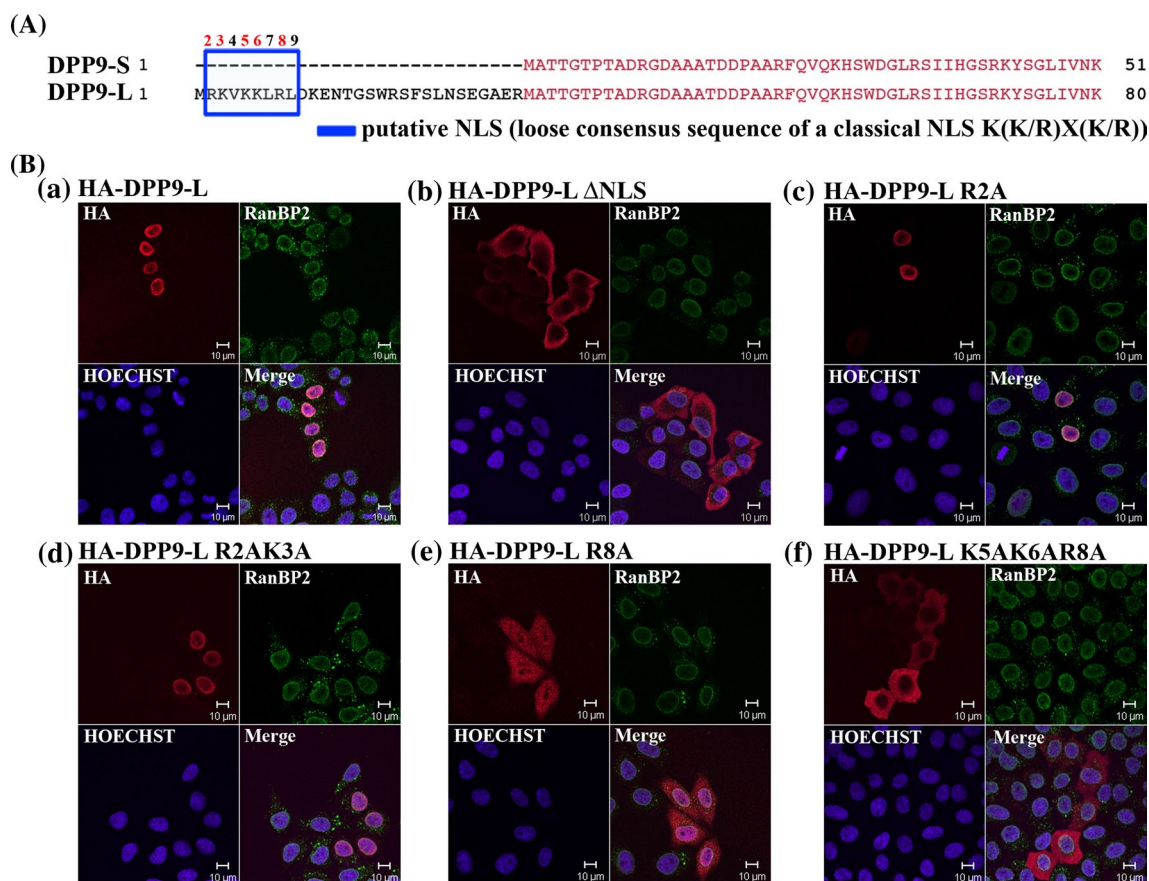 (A)
2 3 4 5 6 7 8 9
DPP9-S 1 -----------------------------MATTGTPTADRGDAAATDDPAARFQVQKHSWDGLRSIIHGSRKYSGLIVNK 51
DPP9-L 1 MRKVKKLRLDKENTGSWRSFSLNSEGAERMATTGTPTADRGDAAATDDPAARFQVQKHSWDGLRSIIHGSRKYSGLIVNK 80
putative NLS (loose consensus sequence of a classical NLS K(K/R)X(K/R))
(B)
(a) HA-DPP9-L
HA
RanBP2
10 µm
10 µm
HOECHST
Merge
10 µm
10 µm
(b) HA-DPP9-L ΔNLS
HA
RanBP2
10 µm
10 µm
HOECHST
Merge
10 µm
10 µm
(c) HA-DPP9-L R2A
HA
RanBP2
10 µm
10 µm
HOECHST
Merge
10 µm
10 µm
(d) HA-DPP9-L R2AK3A
HA
RanBP2
10 µm
10 µm
HOECHST
Merge
10 µm
10 µm
(e) HA-DPP9-L R8A
HA
RanBP2
10 µm
10 µm
HOECHST
Merge
10 µm
10 µm
(f) HA-DPP9-L K5AK6AR8A
HA
RanBP2
10 µm
10 µm
HOECHST
Merge
10 µm
10 µm